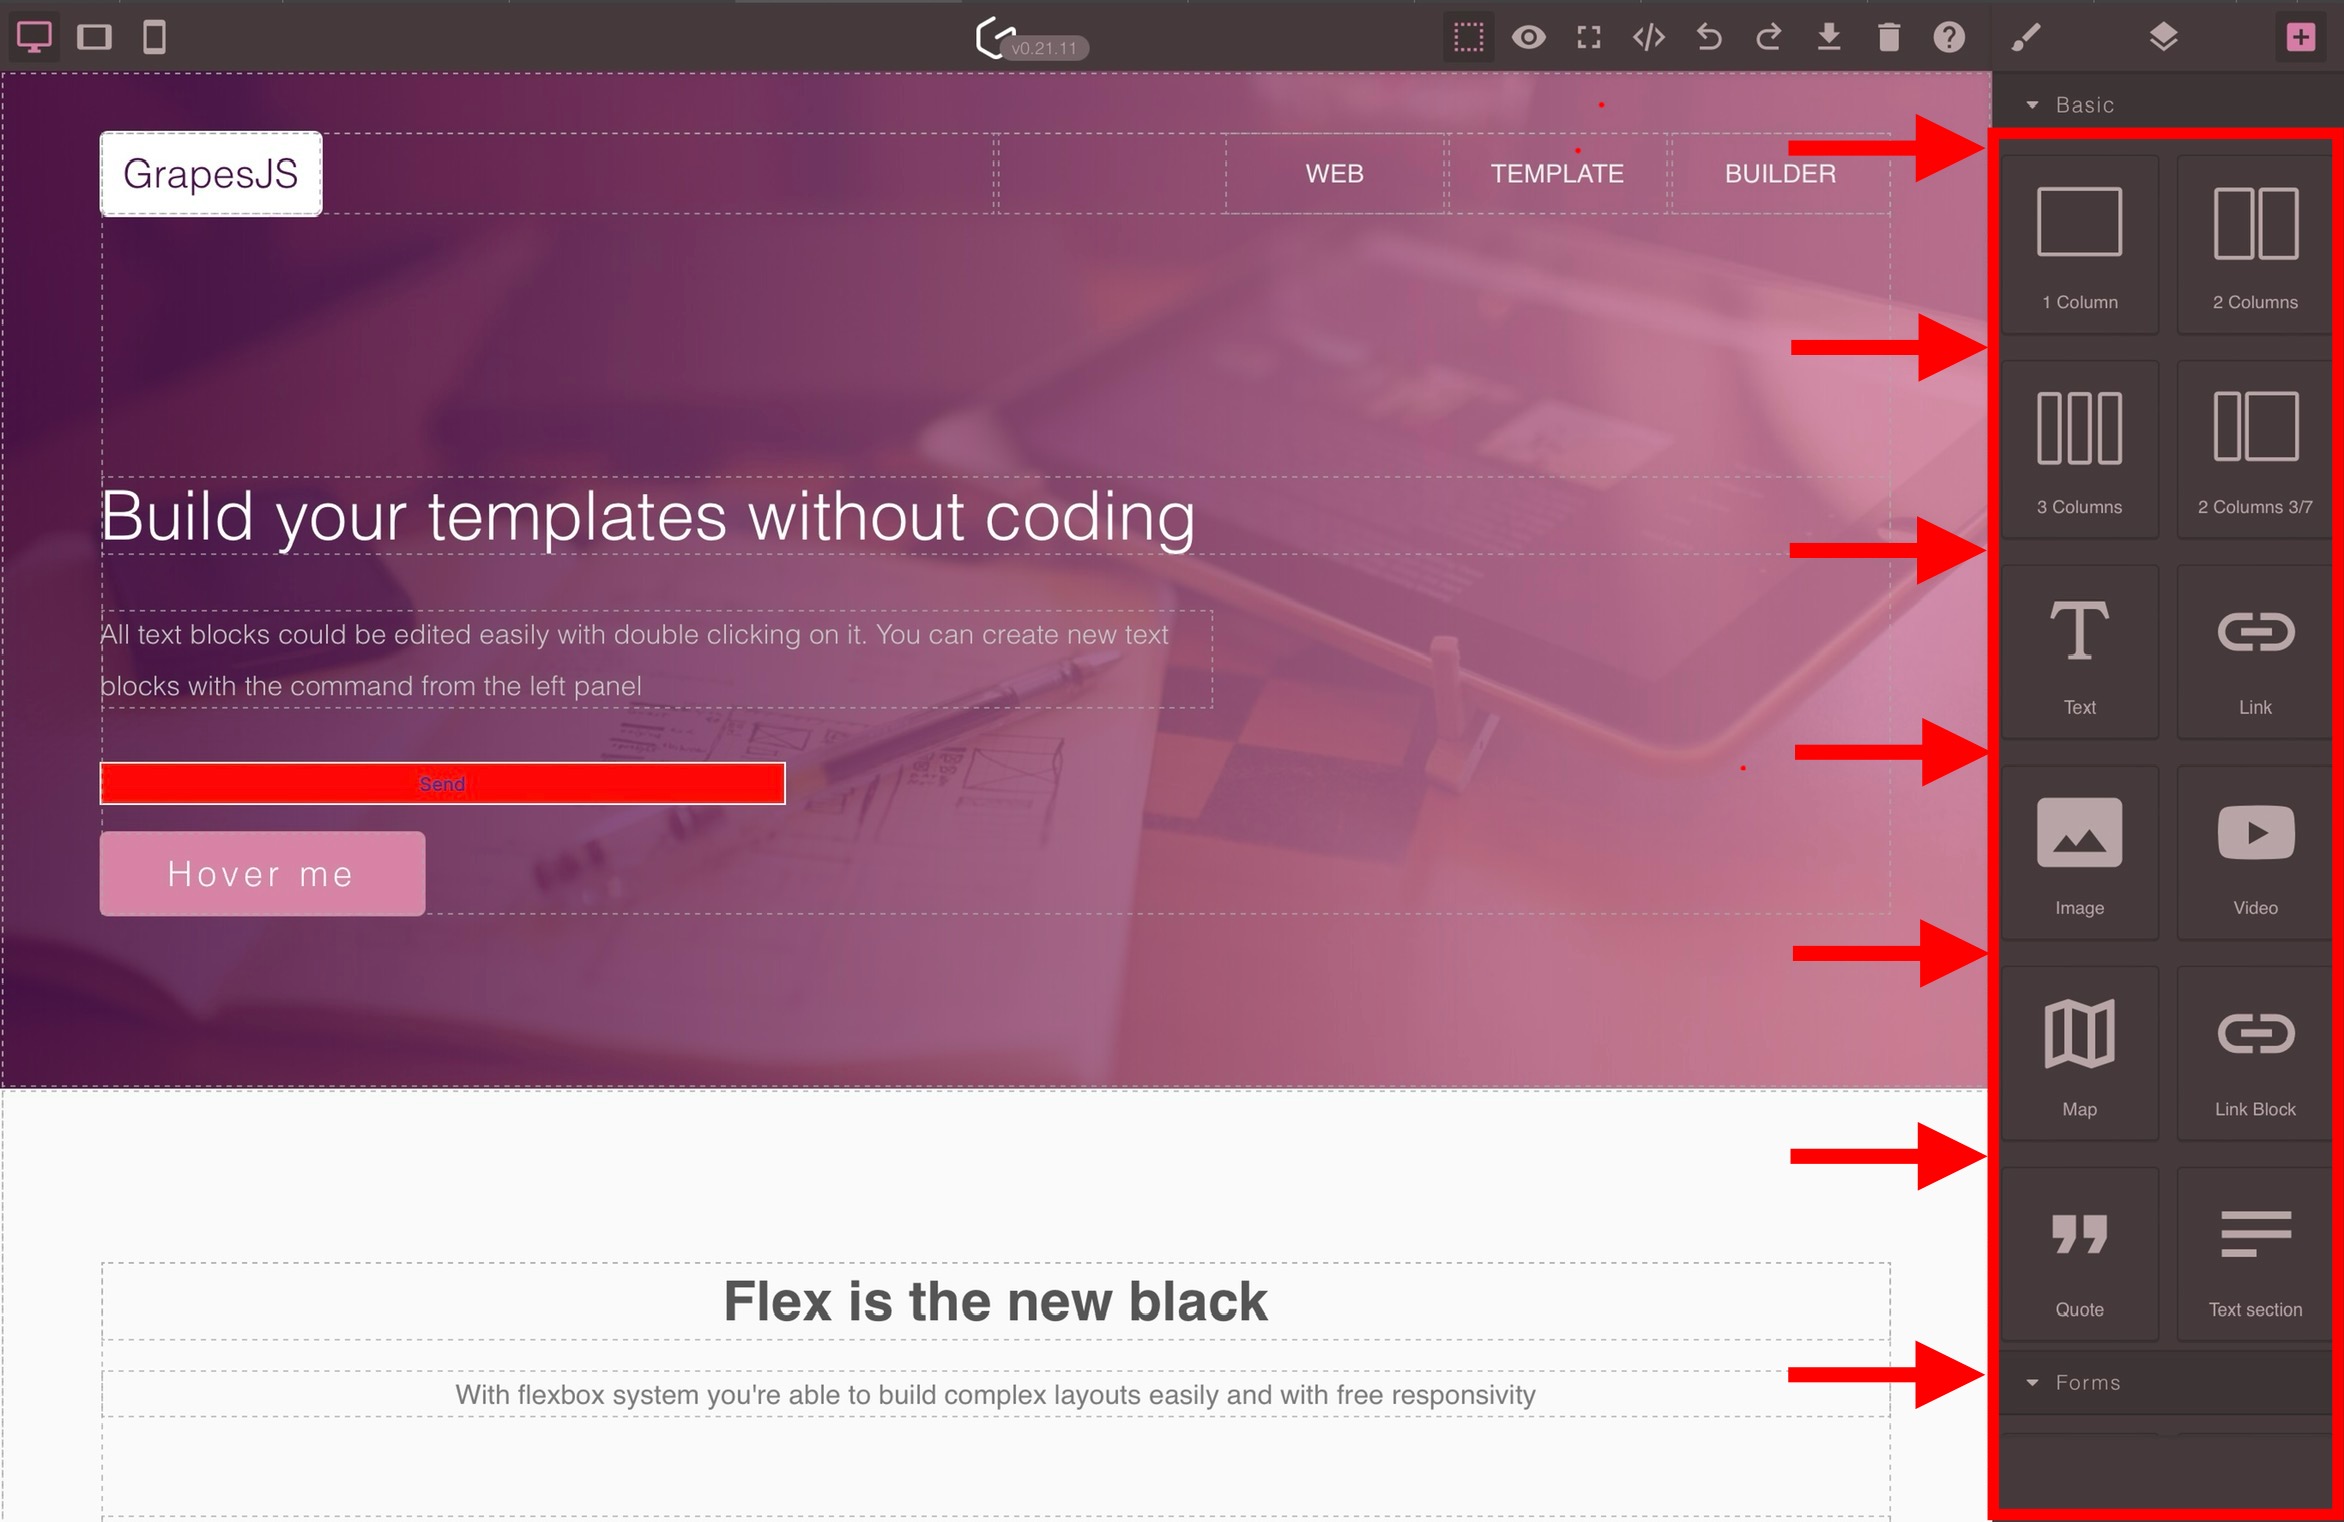 v0.21.11
Basic
GrapesJS
WEB
TEMPLATE
BUILDER
1 Column
2 Columns
3 Columns
2 Columns 3/7
Build your templates without coding
All text blocks could be edited easily with double clicking on it. You can create new text
blocks with the command from the left panel
Text
Link
Send
Hover me
Image
Video
Map
Link Block
Quote
Text section
Flex is the new black
With flexbox system you're able to build complex layouts easily and with free responsivity
Forms